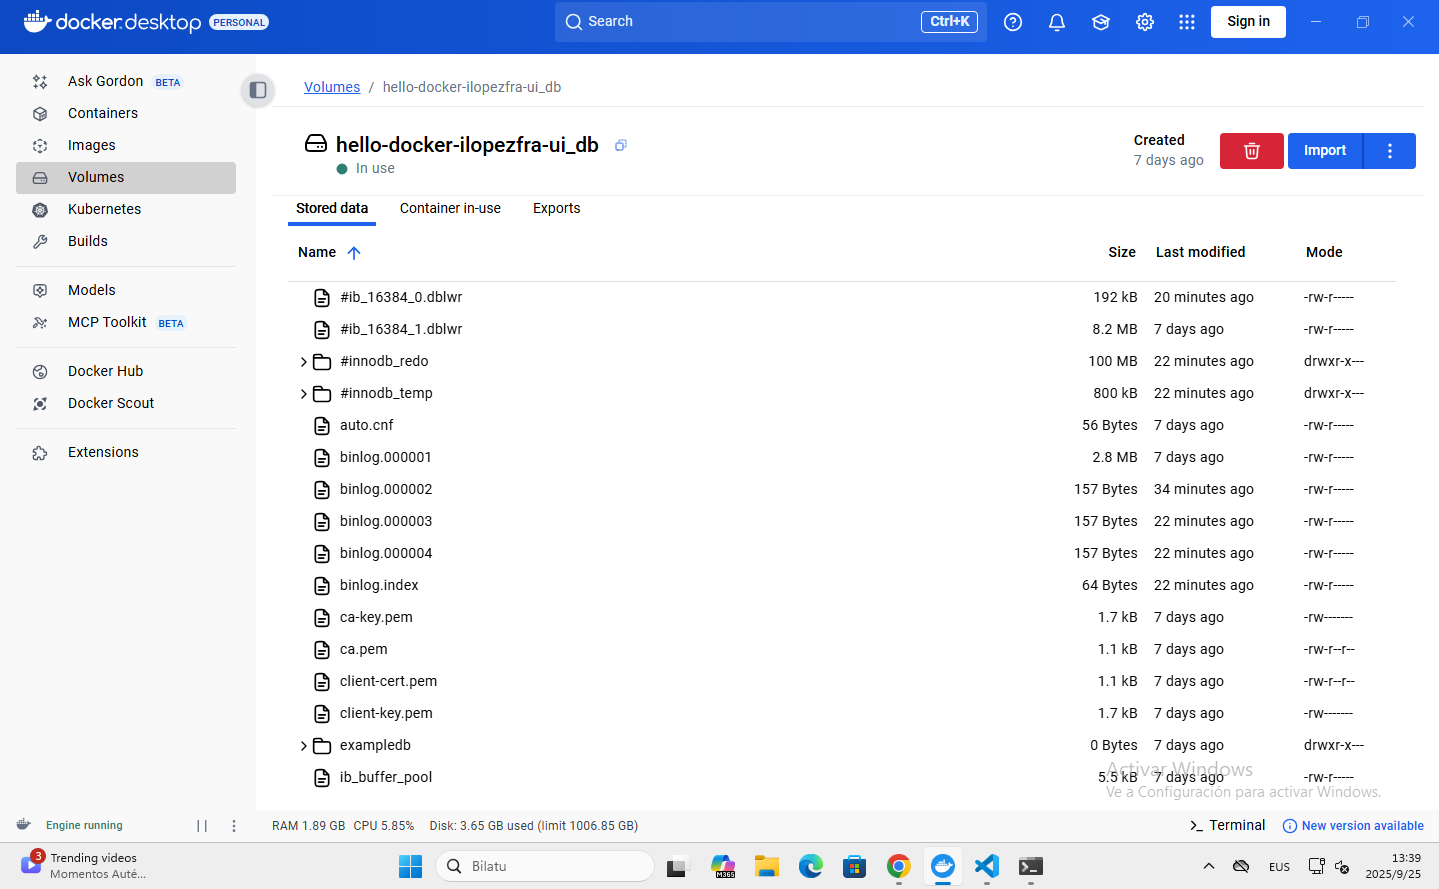 docker.desktop PERSONAL
Search Ctrl+K
Sign in
Ask Gordon BETA
Containers
Images
Volumes
Kubernetes
Builds
Models
MCP Toolkit BETA
Docker Hub
Docker Scout
Extensions
Volumes / hello-docker-ilopezfra-ui_db
hello-docker-ilopezfra-ui_db
In use
Created
7 days ago
Import
Stored data Container in-use Exports
Name Size Last modified Mode
#ib_16384_0.dblwr 192 kB 20 minutes ago -rw-r-----
#ib_16384_1.dblwr 8.2 MB 7 days ago -rw-r-----
#innodb_redo 100 MB 22 minutes ago drwxr-x---
#innodb_temp 800 kB 22 minutes ago drwxr-x---
auto.cnf 56 Bytes 7 days ago -rw-r-----
binlog.000001 2.8 MB 7 days ago -rw-r-----
binlog.000002 157 Bytes 34 minutes ago -rw-r-----
binlog.000003 157 Bytes 22 minutes ago -rw-r-----
binlog.000004 157 Bytes 22 minutes ago -rw-r-----
binlog.index 64 Bytes 22 minutes ago -rw-r-----
ca-key.pem 1.7 kB 7 days ago -rw-------
ca.pem 1.1 kB 7 days ago -rw-r--r--
client-cert.pem 1.1 kB 7 days ago -rw-r--r--
client-key.pem 1.7 kB 7 days ago -rw-------
exampledb 0 Bytes 7 days ago drwxr-x---
ib_buffer_pool 5.5 kB 7 days ago -rw-r-----
Activar Windows
Ve a Configuración para activar Windows.
Engine running
RAM 1.89 GB CPU 5.85% Disk: 3.65 GB used (limit 1006.85 GB)
Terminal
New version available
3
Trending videos
Momentos Auté...
Bilatu
M365
EUS
13:39
2025/9/25